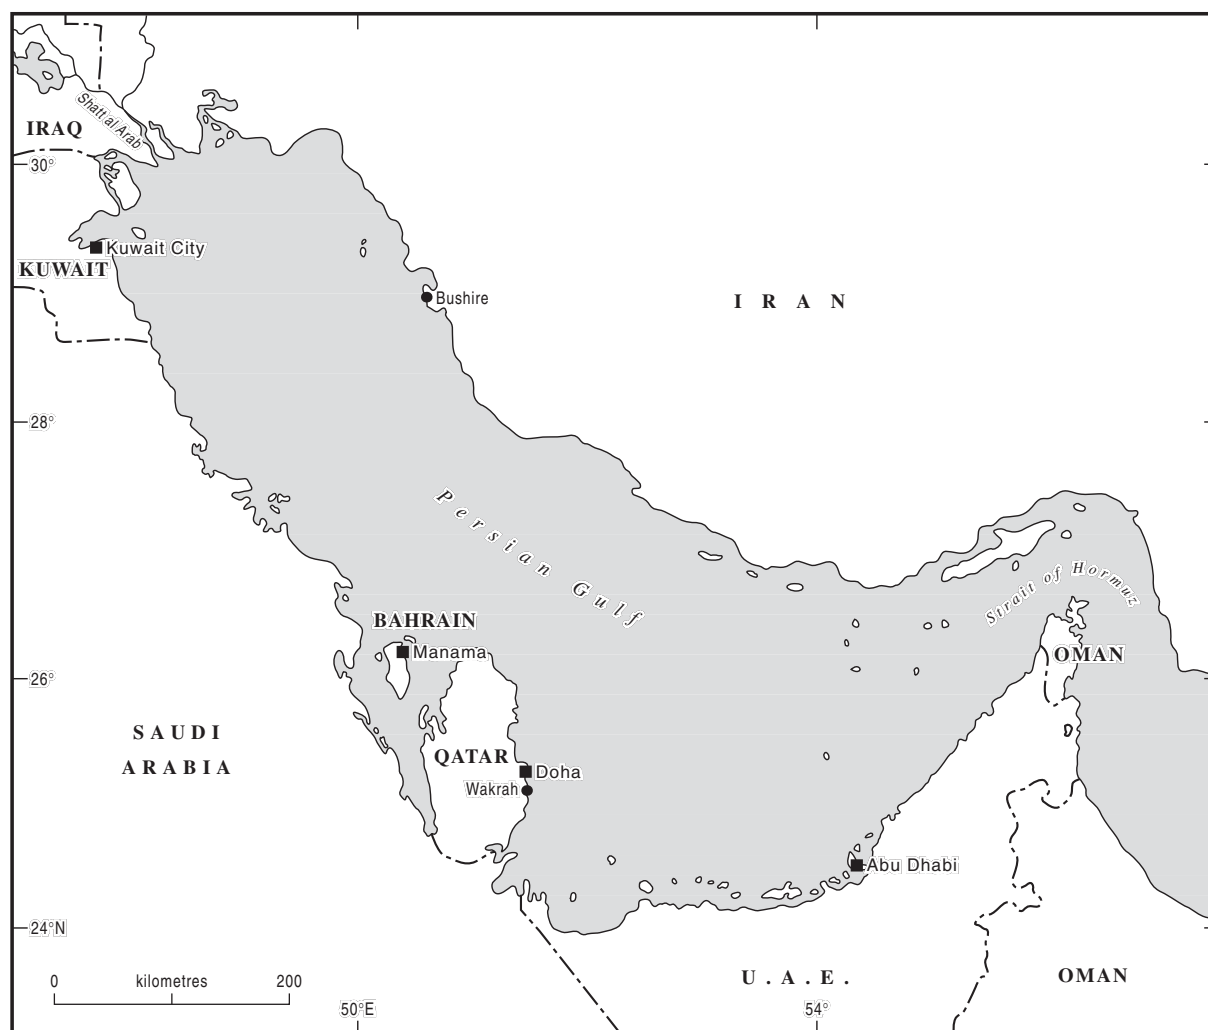 Shatt al Arab
IRAQ
30°
Kuwait City
KUWAIT
Bushire
I R A N
28°
Persian Gulf
Strait of Hormuz
BAHRAIN
Manama
OMAN
26°
SAUDI
ARABIA
QATAR
Doha
Wakrah
Abu Dhabi
24°N
U.A.E.
OMAN
0 kilometres 200
50°E
54°